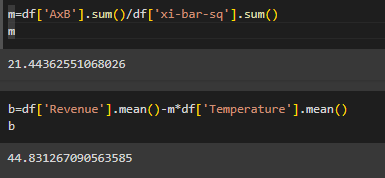 m=df['AxB'].sum()/df['xi-bar-sq'].sum()
m
21.44362551068026
b=df['Revenue'].mean()-m*df['Temperature'].mean()
b
44.831267090563585